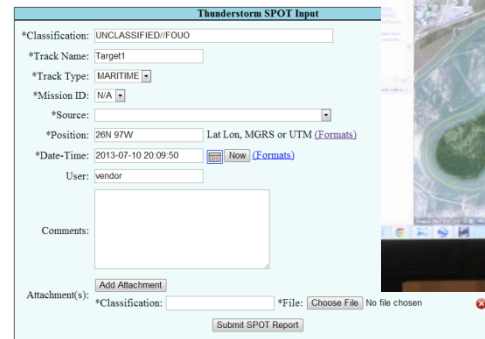 Thunderstorm SPOT Input
*Classification: UNCLASSIFIED//FOUO
*Track Name: Target1
*Track Type: MARITIME
*Mission ID: N/A
*Source:
*Position: 26N 97W Lat Lon, MGRS or UTM (Formats)
*Date-Time: 2013-07-10 20:09:50 Now (Formats)
User: vendor
Comments:
Attachment(s): Add Attachment
*Classification: *File: Choose File No file chosen
Submit SPOT Report